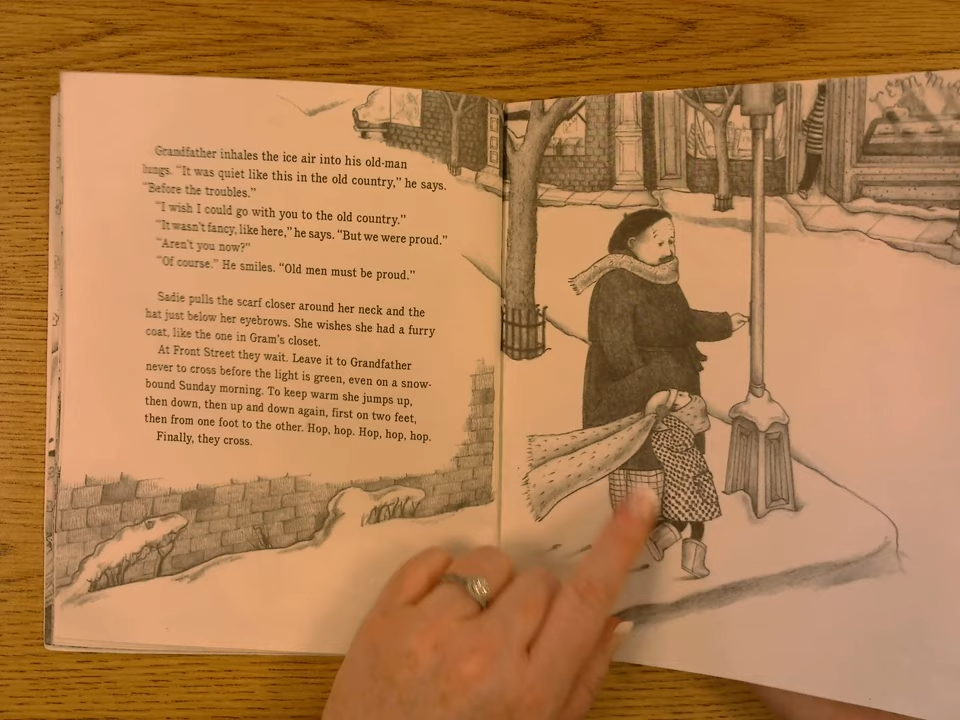 Grandfather inhales the ice air into his old-man
lungs. “It was quiet like this in the old country,” he says.
“Before the troubles.”
“I wish I could go with you to the old country.”
“It wasn't fancy, like here,” he says. “But we were proud.”
“Aren't you now?”
“Of course.” He smiles. “Old men must be proud.”
Sadie pulls the scarf closer around her neck and the
hat just below her eyebrows. She wishes she had a furry
coat, like the one in Gram's closet.
At Front Street they wait. Leave it to Grandfather
never to cross before the light is green, even on a snow-
bound Sunday morning. To keep warm she jumps up,
then down, then up and down again, first on two feet,
then from one foot to the other. Hop, hop. Hop, hop, hop.
Finally, they cross.